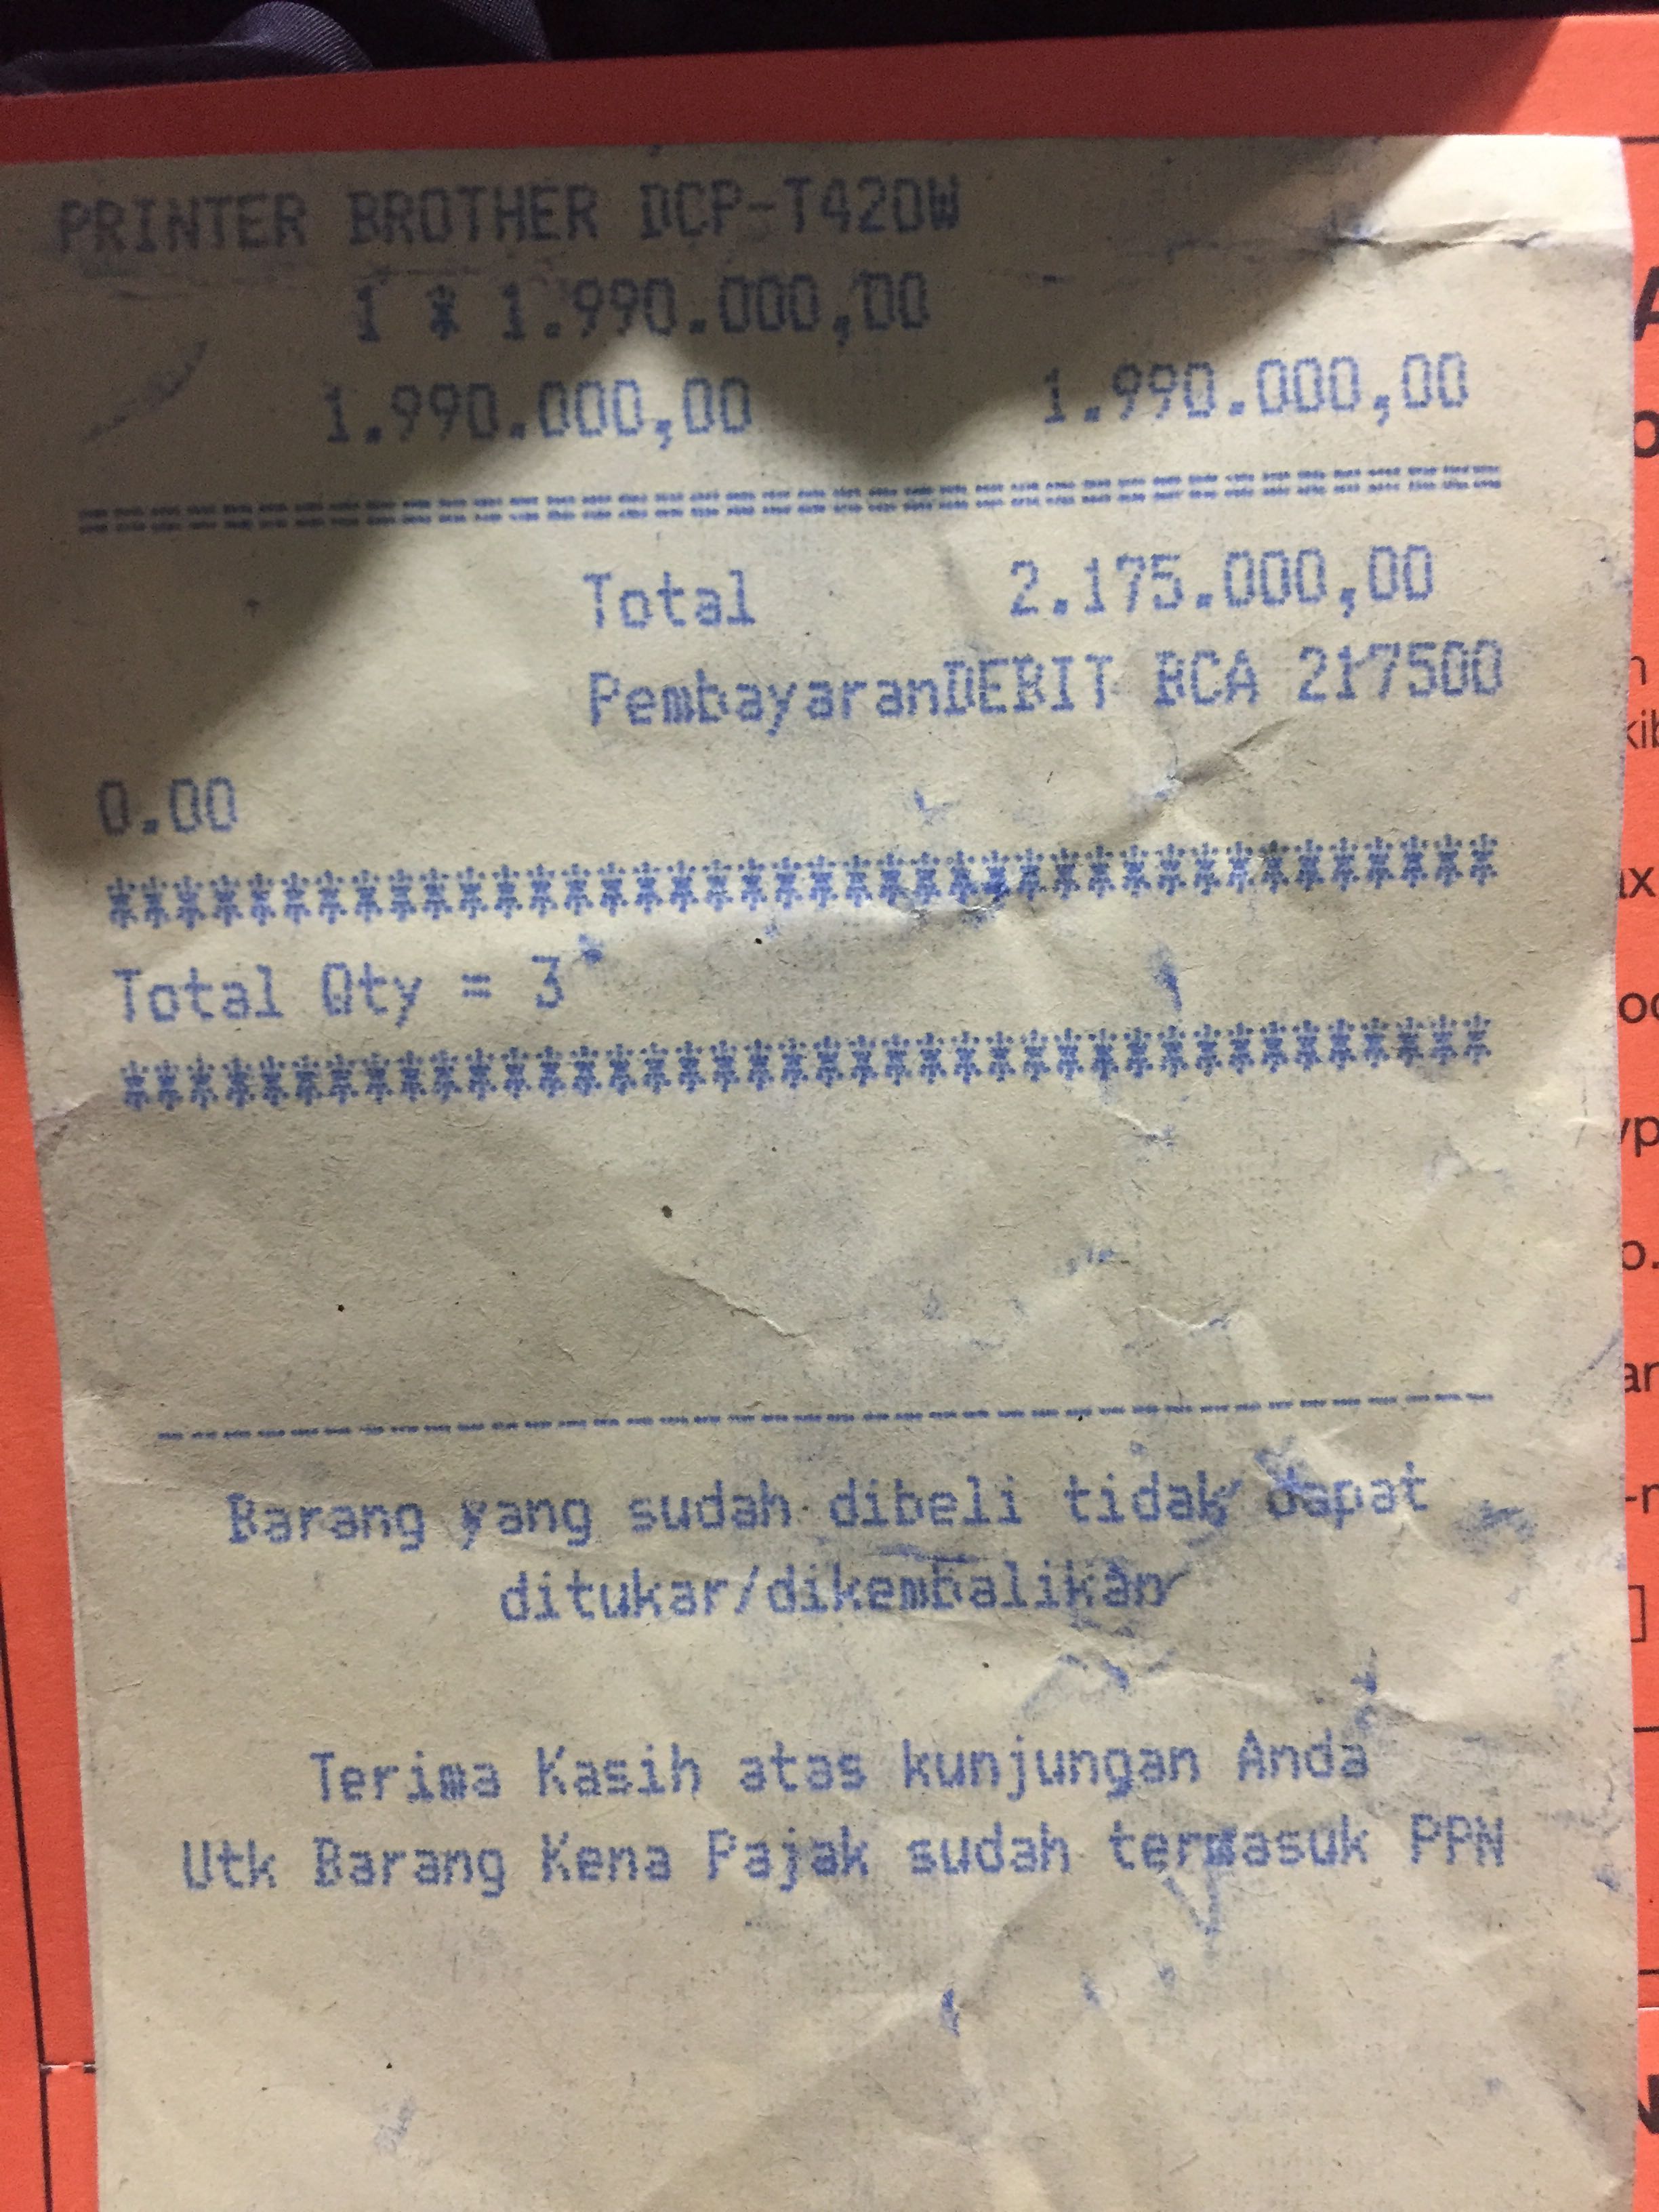 PRINTER BROTHER DCP-T420W
1 * 1.990.000,00
1.990.000,00 1.990.000,00
========================================
Total 2.175.000,00
PembayaranDEBIT BCA 217500
0.00
****************************************
Total Qty = 3
****************************************
----------------------------------------
Barang yang sudah dibeli tidak dapat
ditukar/dikembalikan
Terima Kasih atas kunjungan Anda
Utk Barang Kena Pajak sudah termasuk PPN